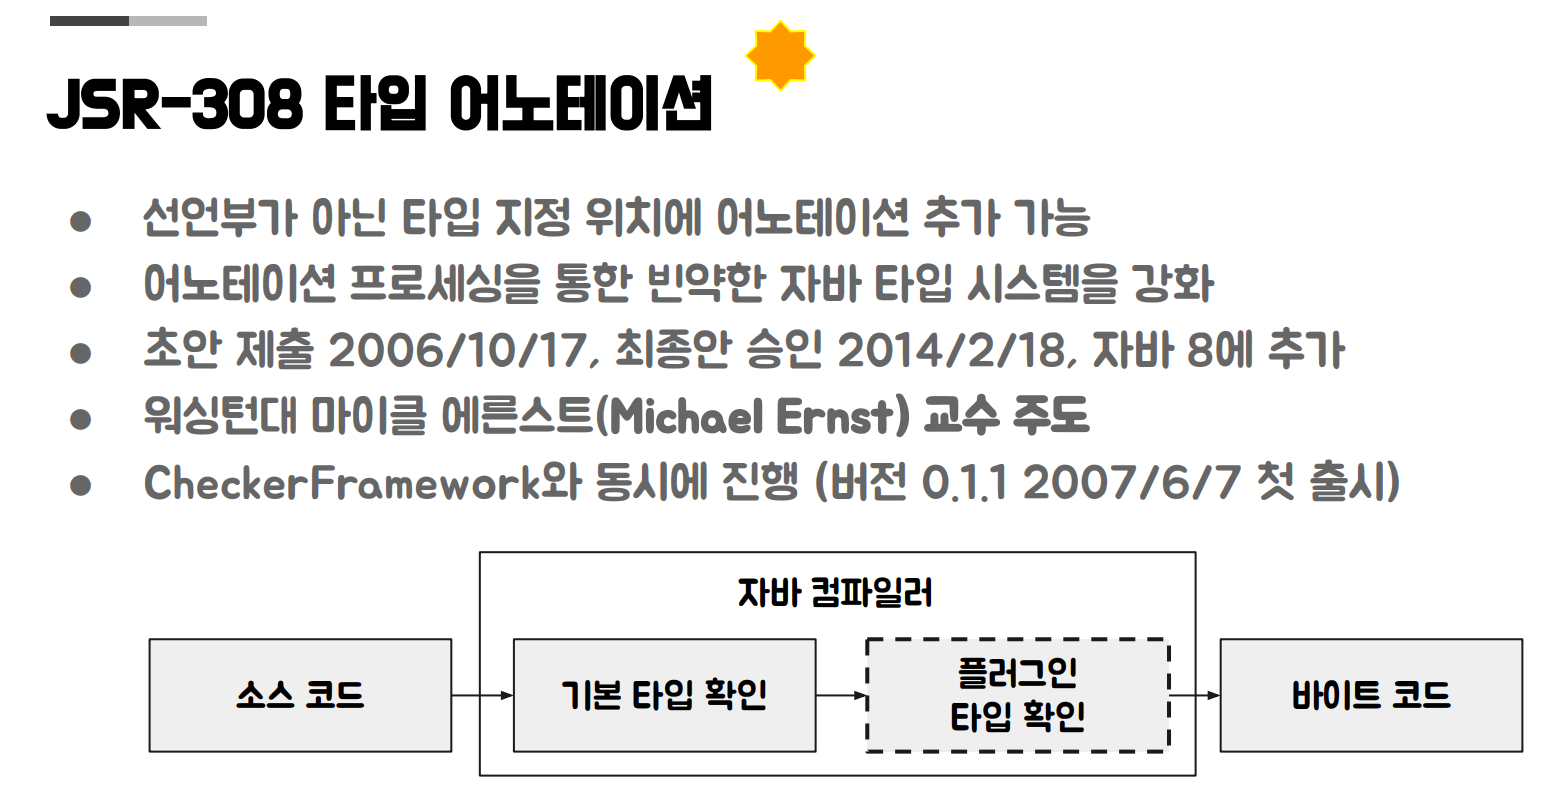 JSR-308 타입 어노테이션
● 선언부가 아닌 타입 지정 위치에 어노테이션 추가 가능
● 어노테이션 프로세싱을 통한 빈약한 자바 타입 시스템을 강화
● 초안 제출 2006/10/17, 최종안 승인 2014/2/18, 자바 8에 추가
● 워싱턴대 마이클 에른스트(Michael Ernst) 교수 주도
● CheckerFramework와 동시에 진행 (버전 0.1.1 2007/6/7 첫 출시)
자바 컴파일러
소스 코드
기본 타입 확인
플러그인
타입 확인
바이트 코드